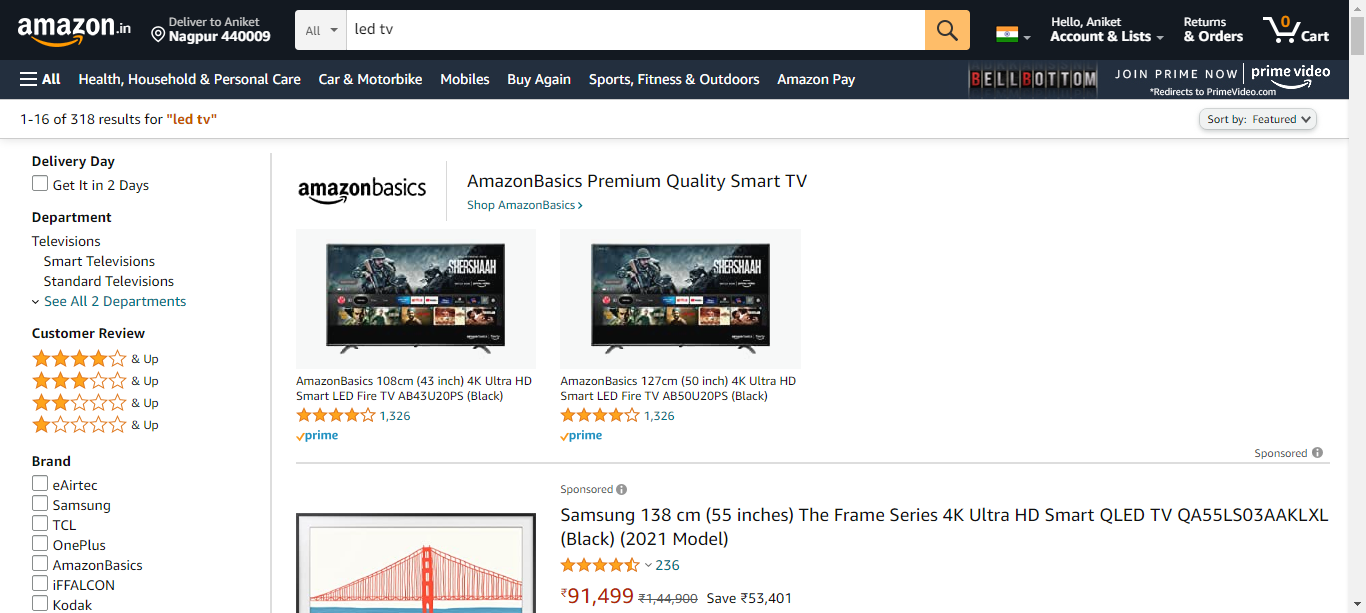 amazon.in
Deliver to Aniket
Nagpur 440009
All
led tv
Hello, Aniket
Account & Lists
Returns
& Orders
0
Cart
All
Health, Household & Personal Care
Car & Motorbike
Mobiles
Buy Again
Sports, Fitness & Outdoors
Amazon Pay
BELLBOTTOM
JOIN PRIME NOW
prime video
*Redirects to PrimeVideo.com
1-16 of 318 results for "led tv"
Sort by: Featured
Delivery Day
Get It in 2 Days
Department
Televisions
Smart Televisions
Standard Televisions
See All 2 Departments
Customer Review
& Up
& Up
& Up
& Up
Brand
eAirtec
Samsung
TCL
OnePlus
AmazonBasics
iFFALCON
Kodak
amazonbasics
AmazonBasics Premium Quality Smart TV
Shop AmazonBasics
SHERSHAAH
SHERSHAAH
AmazonBasics 108cm (43 inch) 4K Ultra HD
Smart LED Fire TV AB43U20PS (Black)
1,326
prime
AmazonBasics 127cm (50 inch) 4K Ultra HD
Smart LED Fire TV AB50U20PS (Black)
1,326
prime
Sponsored
Sponsored
Samsung 138 cm (55 inches) The Frame Series 4K Ultra HD Smart QLED TV QA55LS03AAKLXL
(Black) (2021 Model)
236
₹91,499 ₹1,44,900 Save ₹53,401